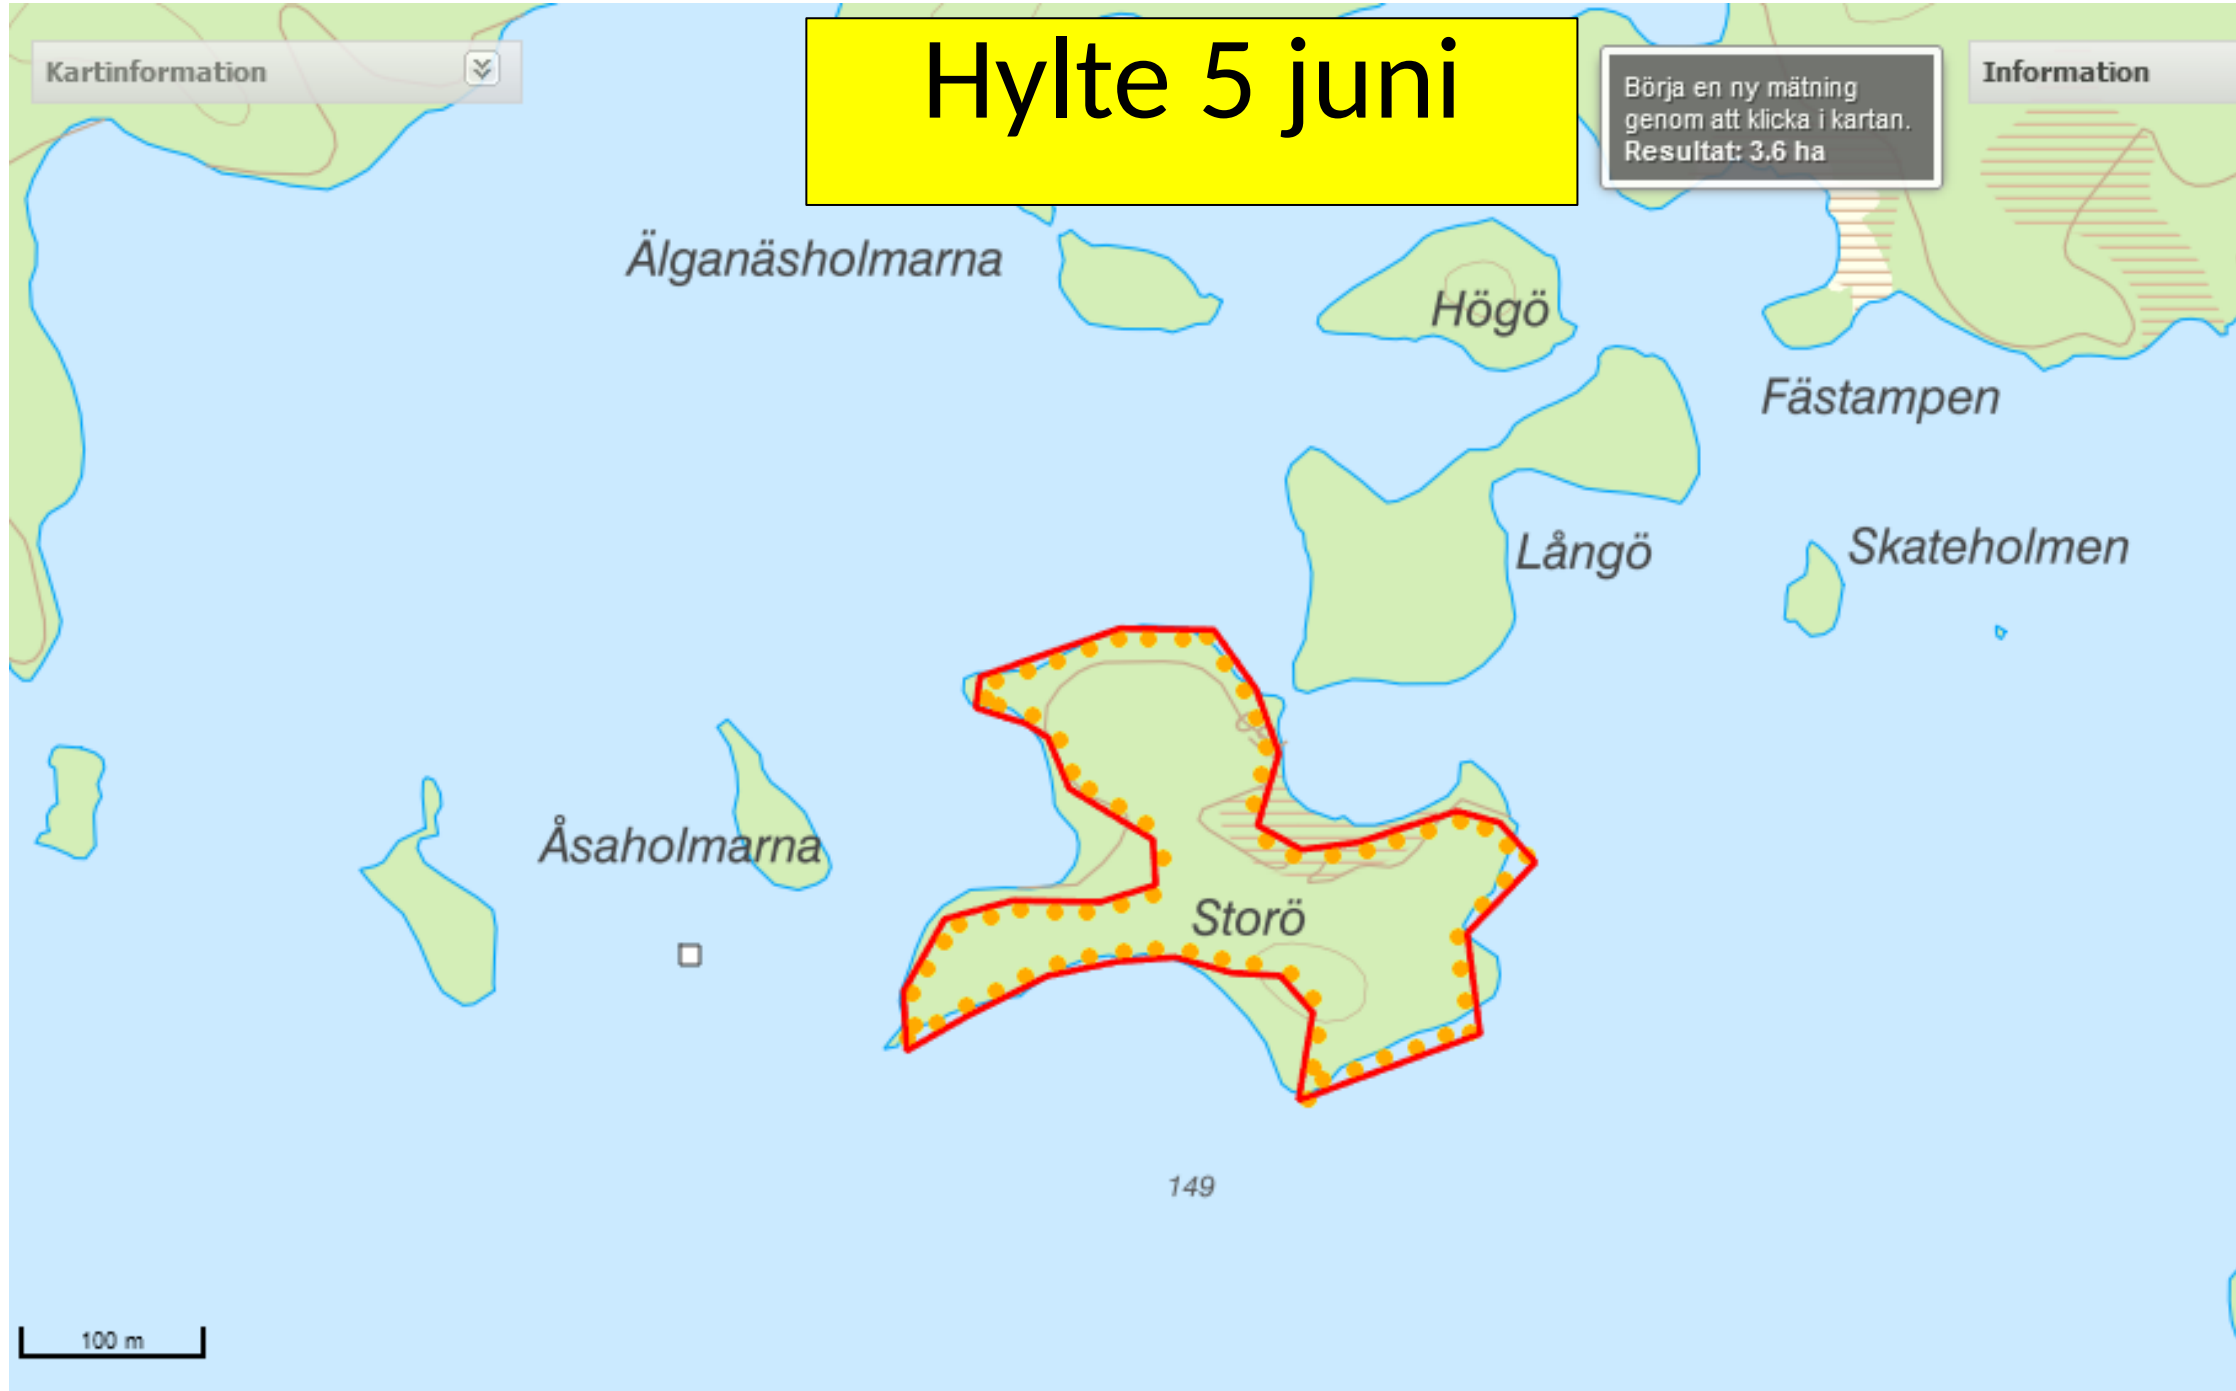 Kartinformation
Hylte 5 juni
Börja en ny mätning
genom att klicka i kartan.
Resultat: 3.6 ha
Information
Älganäsholmarna
Högö
Fästampen
Långö
Skateholmen
Åsaholmarna
Storö
149
100 m